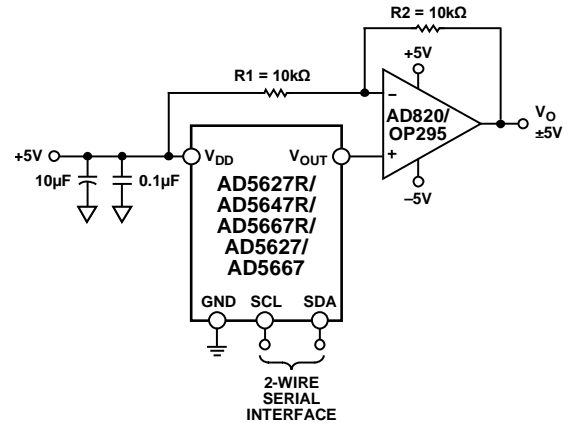 R2 = 10kΩ
+5V
R1 = 10kΩ
–
AD820/
OP295
+
VO
±5V
–5V
+5V
10µF
0.1µF
VDD
VOUT
AD5627R/
AD5647R/
AD5667R/
AD5627/
AD5667
GND SCL SDA
2-WIRE
SERIAL
INTERFACE